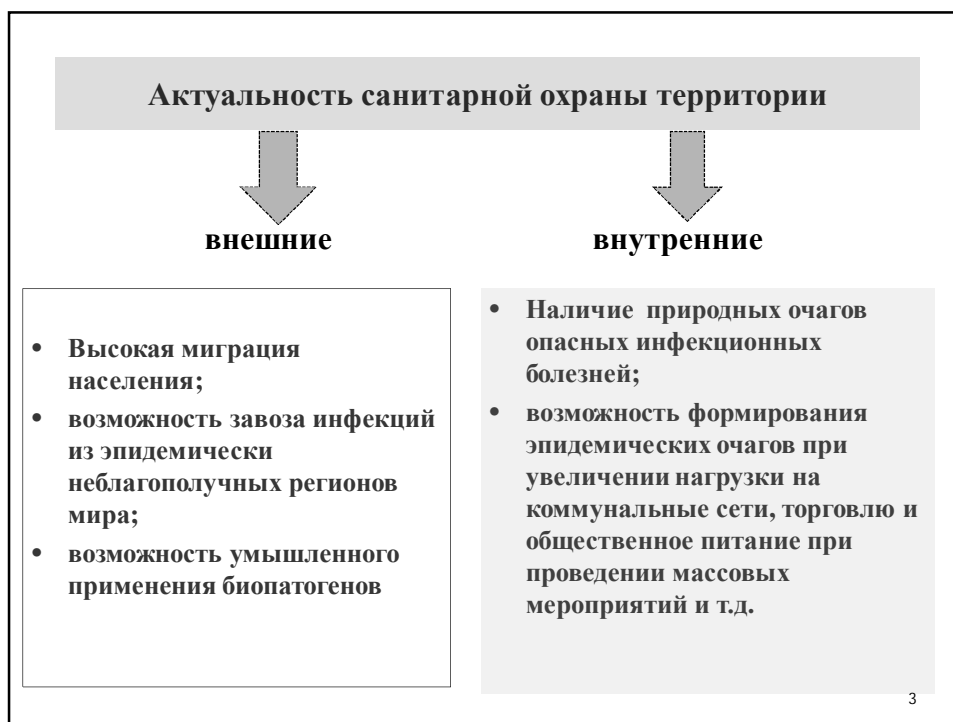 Актуальность санитарной охраны территории
внешние
• Высокая миграция
населения;
• возможность завоза инфекций
из эпидемически
неблагополучных регионов
мира;
• возможность умышленного
применения биопатогенов
внутренние
• Наличие природных очагов
опасных инфекционных
болезней;
• возможность формирования
эпидемических очагов при
увеличении нагрузки на
коммунальные сети, торговлю и
общественное питание при
проведении массовых
мероприятий и т.д.
3